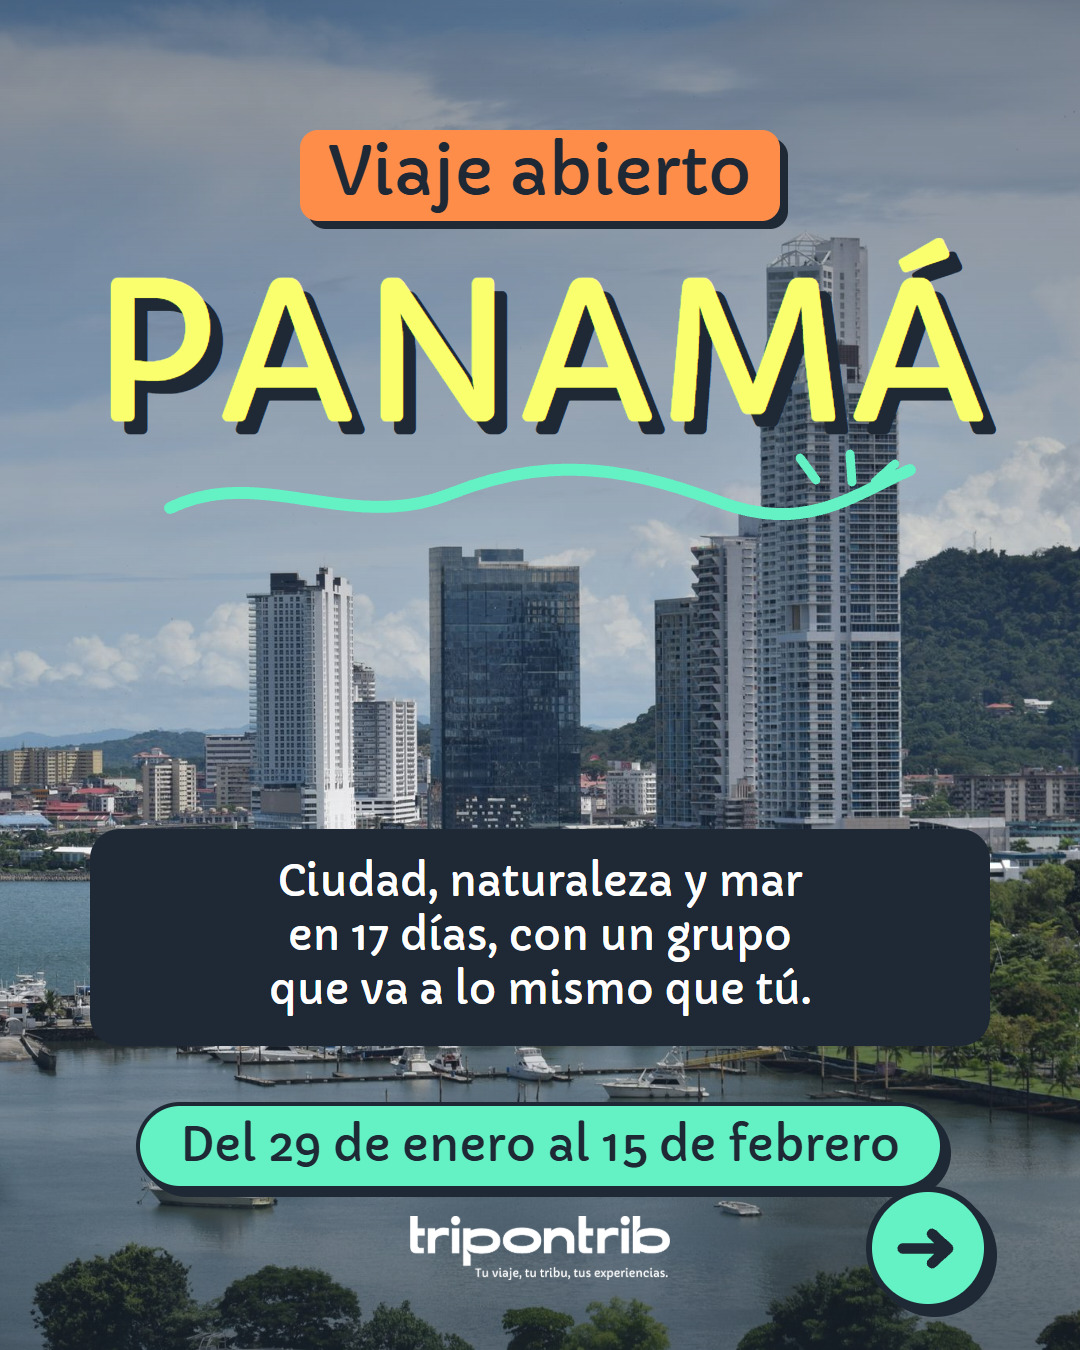 Viaje abierto
PANAMÁ
Ciudad, naturaleza y mar
en 17 días, con un grupo
que va a lo mismo que tú.
Del 29 de enero al 15 de febrero
tripontrib
Tu viaje, tu tribu, tus experiencias.